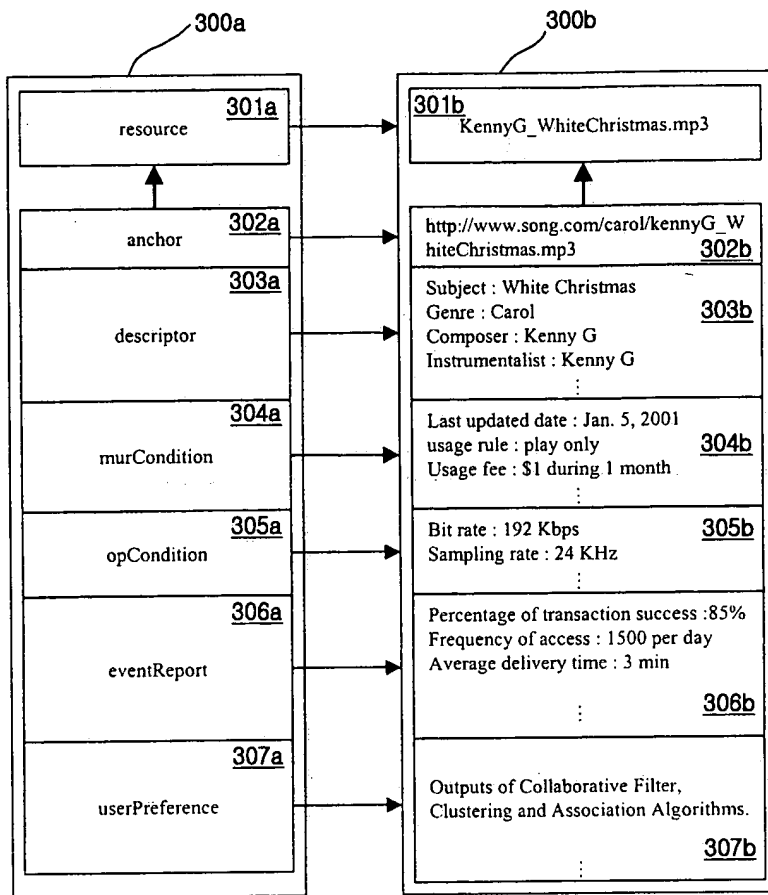 300a
300b
301a
resource
301b
KennyG_WhiteChristmas.mp3
302a
anchor
http://www.song.com/carol/kennyG_W
hiteChristmas.mp3
302b
303a
descriptor
Subject : White Christmas
Genre : Carol
303b
Composer : Kenny G
Instrumentalist : Kenny G
⋮
304a
murCondition
Last updated date : Jan. 5, 2001
usage rule : play only
304b
Usage fee : $1 during 1 month
⋮
305a
opCondition
Bit rate : 192 Kbps
305b
Sampling rate : 24 KHz
⋮
306a
eventReport
Percentage of transaction success :85%
Frequency of access : 1500 per day
Average delivery time : 3 min
⋮
306b
307a
userPreference
Outputs of Collaborative Filter,
Clustering and Association Algorithms.
307b
⋮